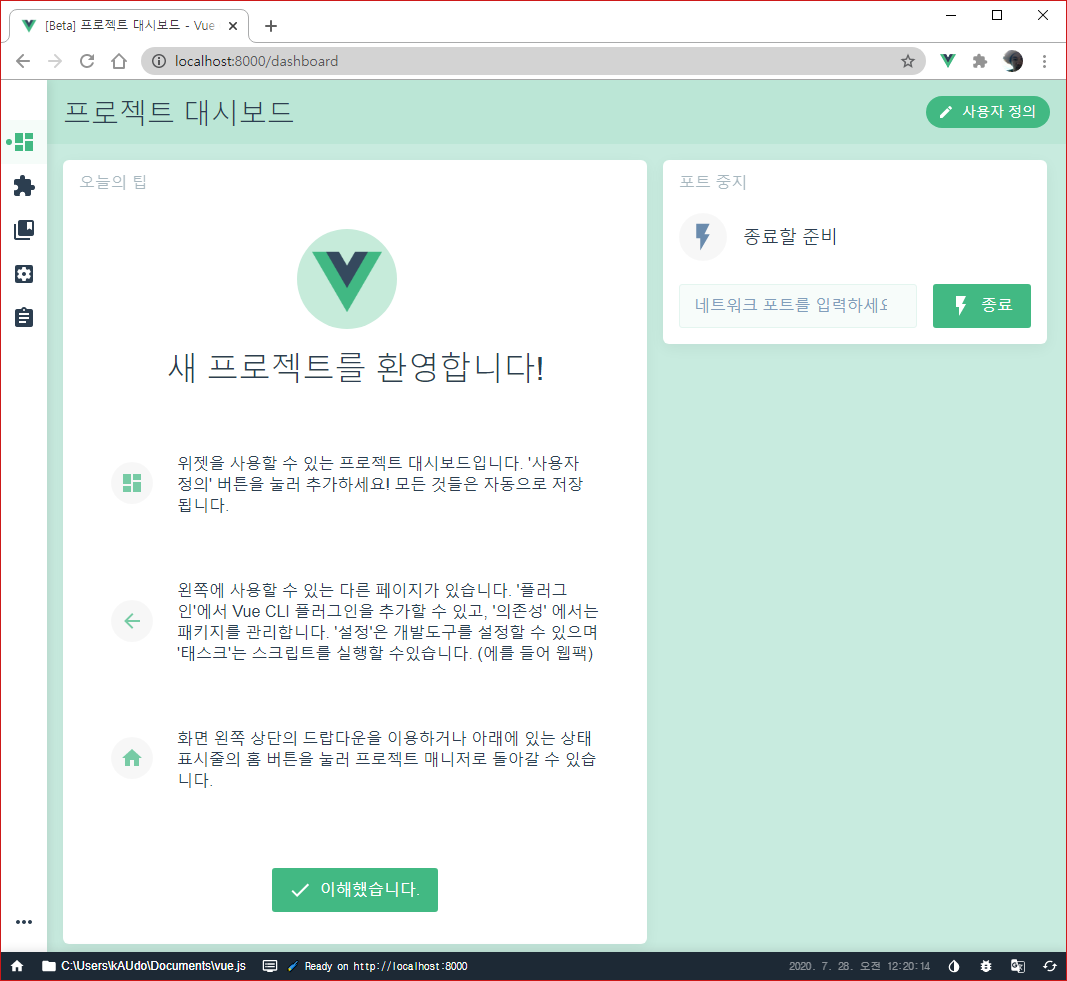 [Beta] 프로젝트 대시보드 - Vue
localhost:8000/dashboard
프로젝트 대시보드
사용자 정의
오늘의 팁
새 프로젝트를 환영합니다!
위젯을 사용할 수 있는 프로젝트 대시보드입니다. '사용자
정의' 버튼을 눌러 추가하세요! 모든 것들은 자동으로 저장
됩니다.
왼쪽에 사용할 수 있는 다른 페이지가 있습니다. '플러그
인'에서 Vue CLI 플러그인을 추가할 수 있고, '의존성' 에서는
패키지를 관리합니다. '설정'은 개발도구를 설정할 수 있으며
'태스크'는 스크립트를 실행할 수있습니다. (에를 들어 웹팩)
화면 왼쪽 상단의 드랍다운을 이용하거나 아래에 있는 상태
표시줄의 홈 버튼을 눌러 프로젝트 매니저로 돌아갈 수 있습
니다.
이해했습니다.
포트 중지
종료할 준비
네트워크 포트를 입력하세요
종료
C:\Users\kAUdo\Documents\vue.js
Ready on http://localhost:8000
2020. 7. 28. 오전 12:20:14